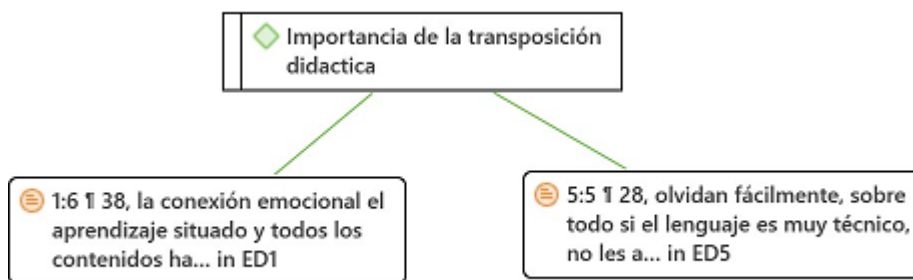 Importancia de la transposición
didactica
1:6 ¶ 38, la conexión emocional el
aprendizaje situado y todos los
contenidos ha... in ED1
5:5 ¶ 28, olvidan fácilmente, sobre
todo si el lenguaje es muy técnico,
no les a... in ED5